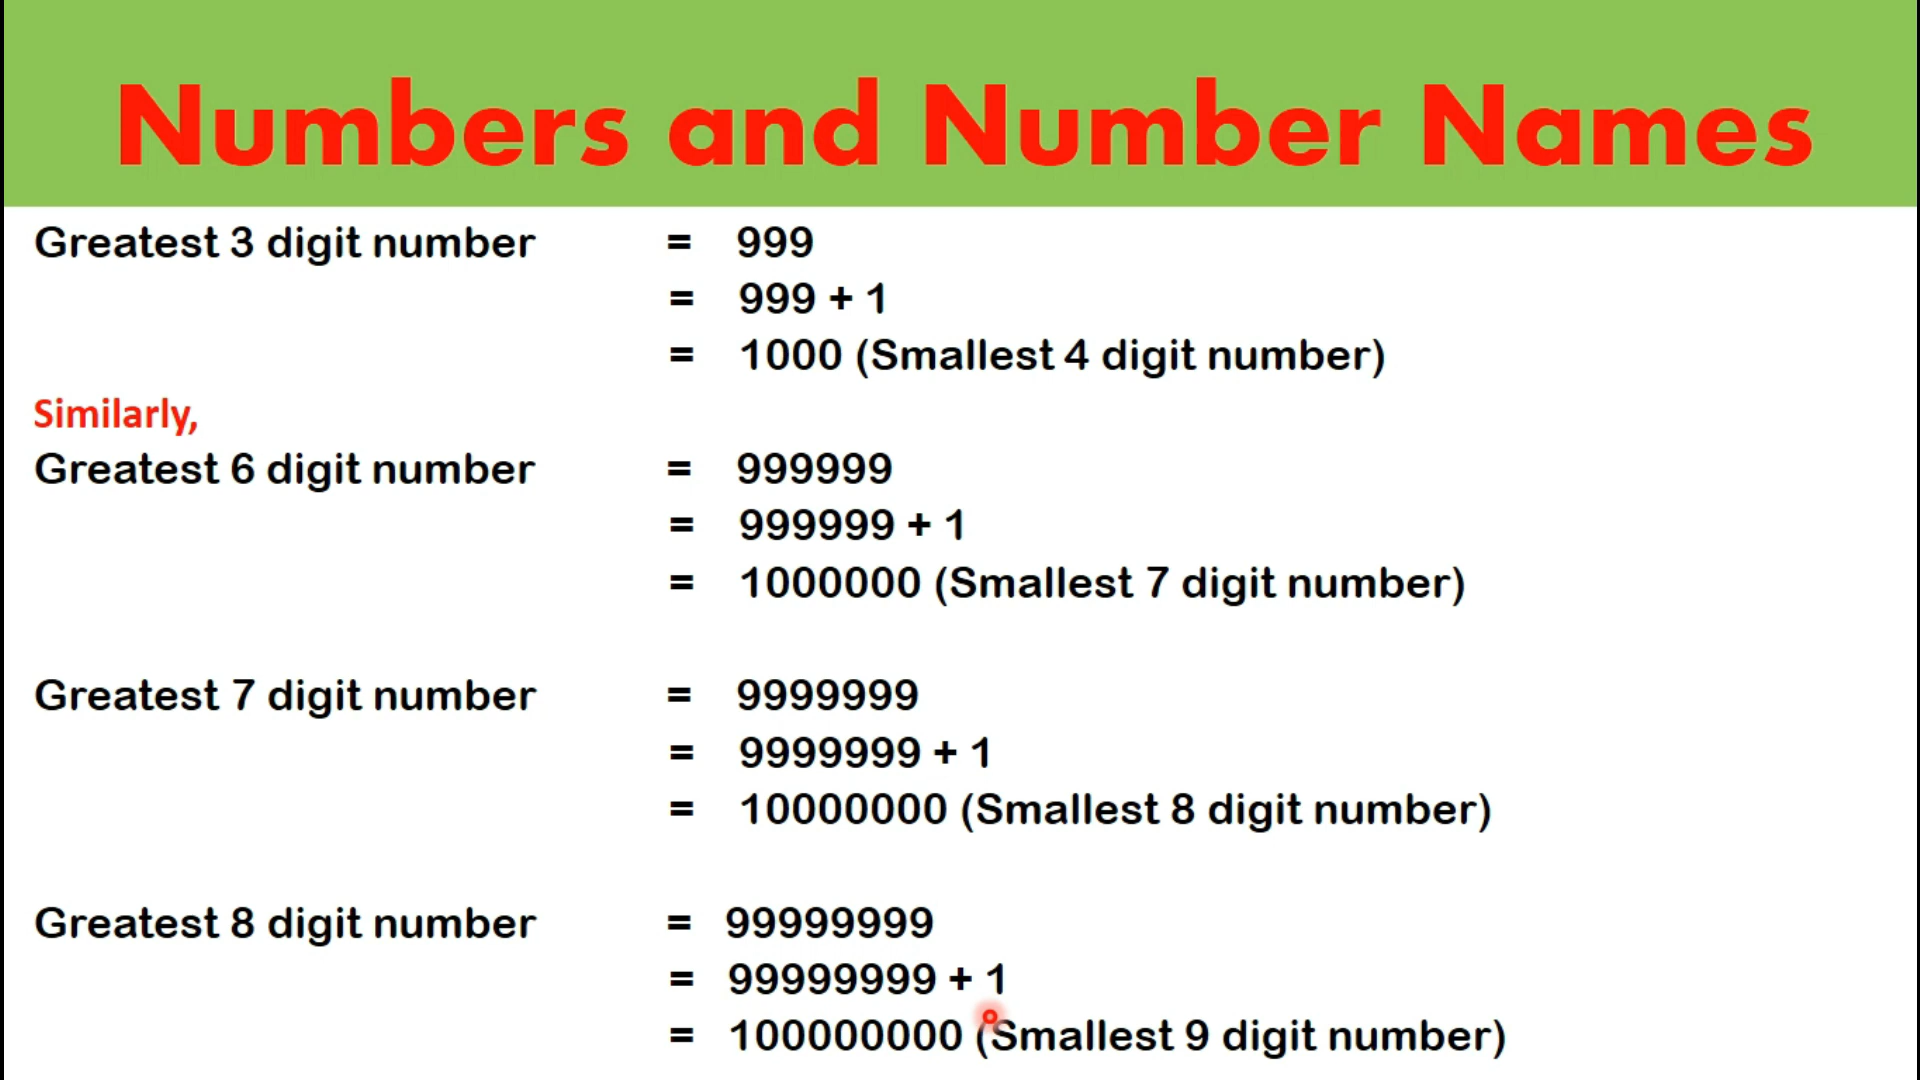 Numbers and Number Names
Greatest 3 digit number = 999
= 999 + 1
= 1000 (Smallest 4 digit number)
Similarly,
Greatest 6 digit number = 999999
= 999999 + 1
= 1000000 (Smallest 7 digit number)
Greatest 7 digit number = 9999999
= 9999999 + 1
= 10000000 (Smallest 8 digit number)
Greatest 8 digit number = 99999999
= 99999999 + 1
= 100000000 (Smallest 9 digit number)